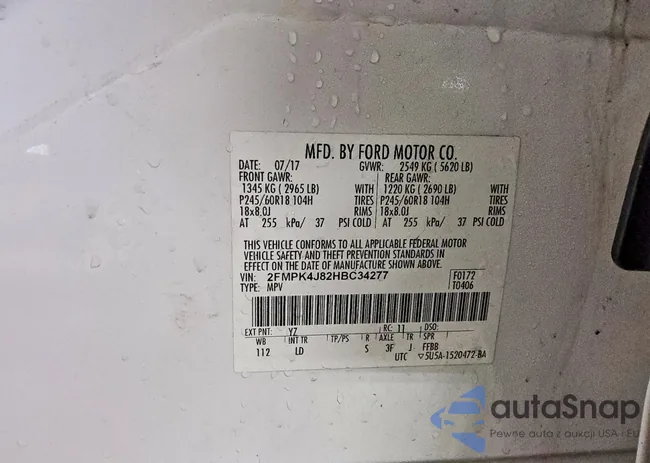 MFD. BY FORD MOTOR CO.
DATE: 07/17 GVWR: 2549 KG ( 5620 LB)
FRONT GAWR: REAR GAWR:
1345 KG ( 2965 LB) WITH 1220 KG ( 2690 LB) WITH
P245/60R18 104H TIRES P245/60R18 104H TIRES
18x8.0J RIMS 18x8.0J RIMS
AT 255 kPa/ 37 PSI COLD AT 255 kPa/ 37 PSI COLD
THIS VEHICLE CONFORMS TO ALL APPLICABLE FEDERAL MOTOR
VEHICLE SAFETY AND THEFT PREVENTION STANDARDS IN
EFFECT ON THE DATE OF MANUFACTURE SHOWN ABOVE.
VIN: 2FMPK4J82HBC34277 F0172
TYPE: MPV T0406
EXT PNT: YZ RC: 11 DSO:
WB INT TR TP/PS R AXLE TR SPR
112 LD S 3F J FFBB
UTC ▽5U5A-1520472-BA
autaSnap
Pewne auto z aukcji USA i EU